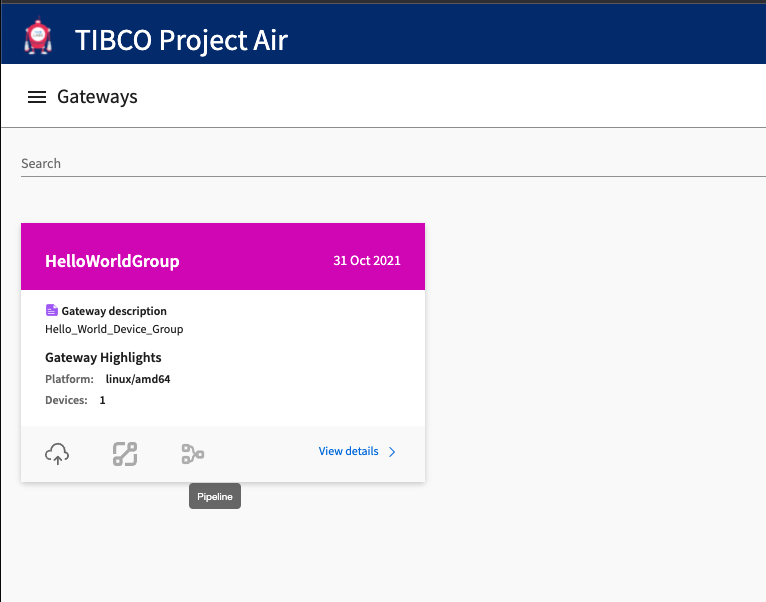 TIBCO Project Air
Gateways
Search
HelloWorldGroup 31 Oct 2021
Gateway description
Hello_World_Device_Group
Gateway Highlights
Platform: linux/amd64
Devices: 1
View details
Pipeline